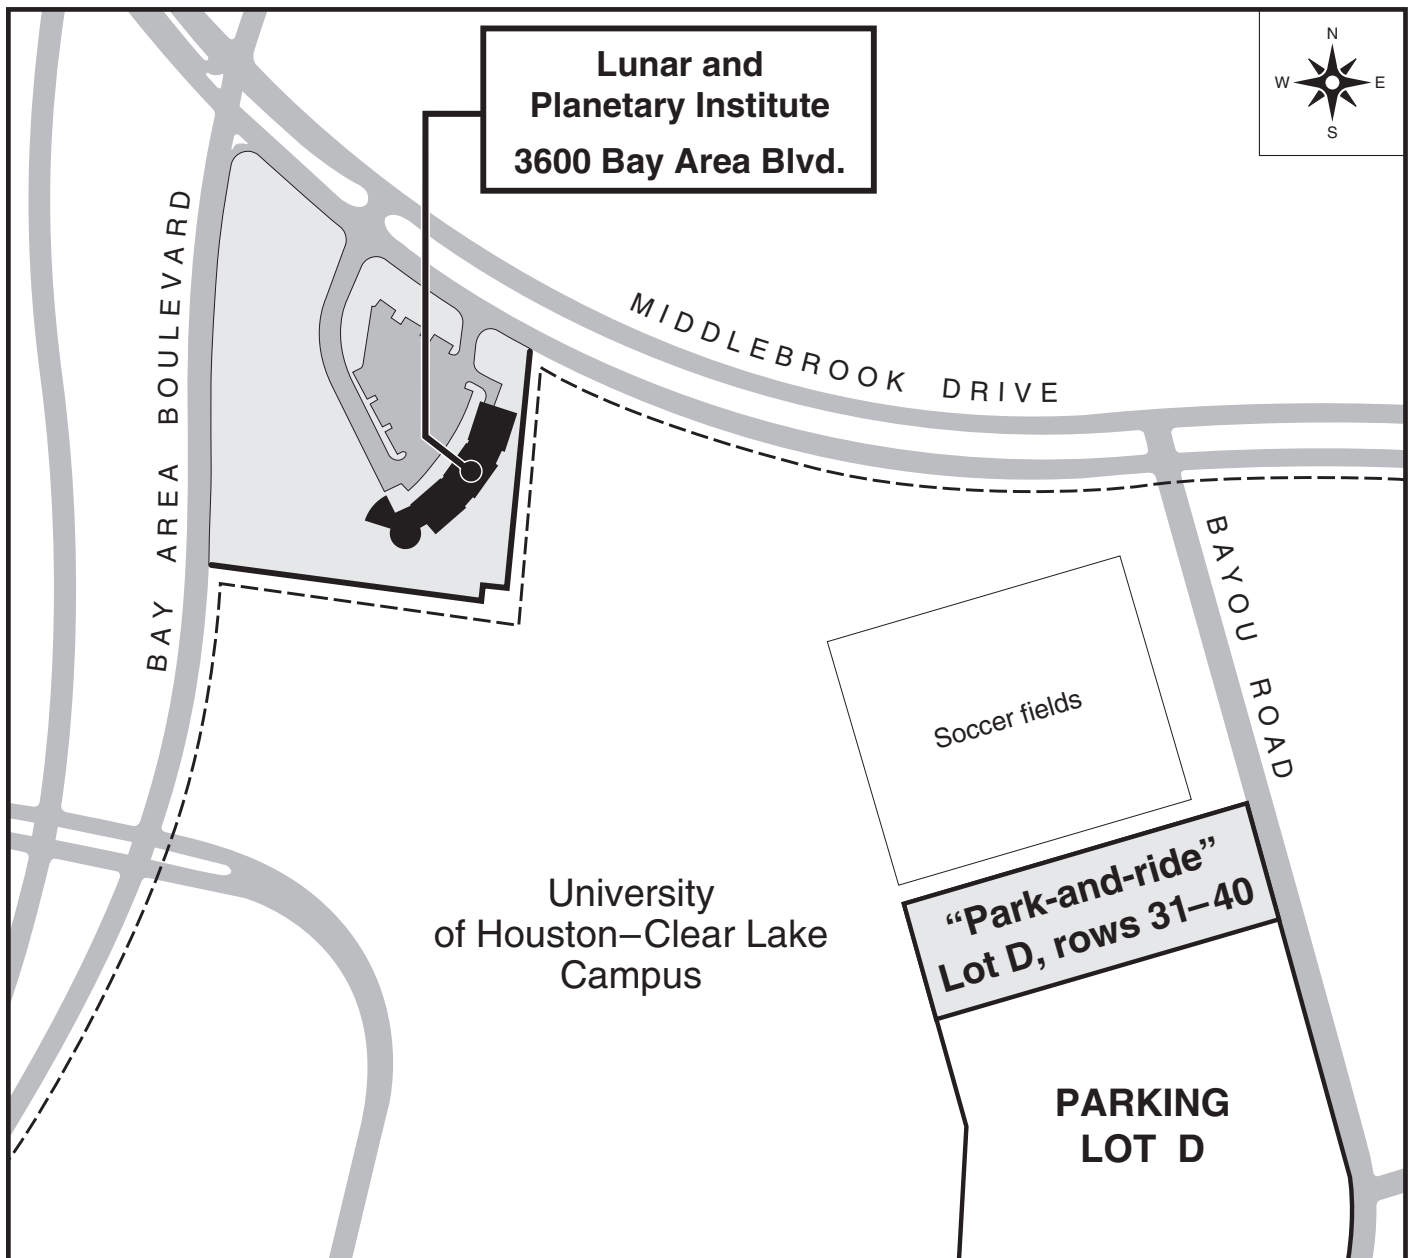 Lunar and
Planetary Institute
3600 Bay Area Blvd.
N
W E
S
BAY AREA BOULEVARD
MIDDLEBROOK DRIVE
BAYOU ROAD
Soccer fields
“Park-and-ride”
Lot D, rows 31–40
University
of Houston–Clear Lake
Campus
PARKING
LOT D